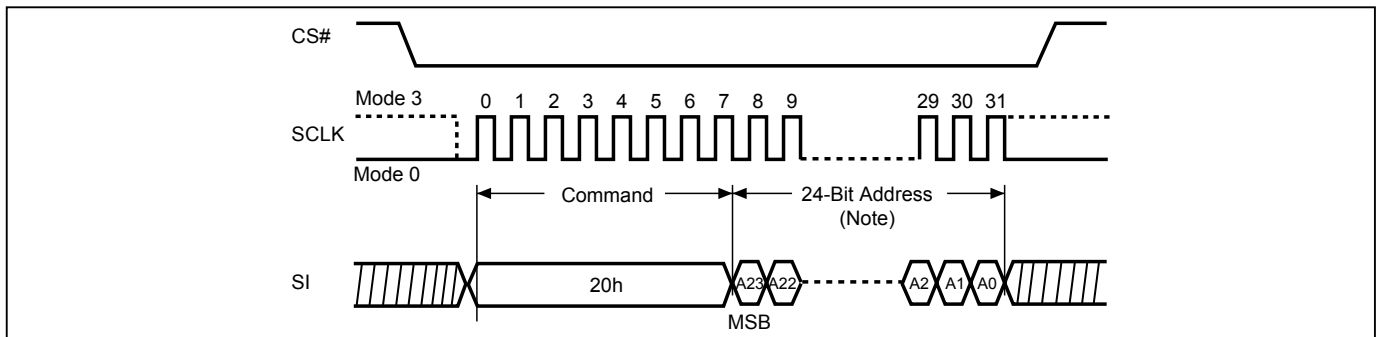 CS#
Mode 3
0 1 2 3 4 5 6 7 8 9 29 30 31
SCLK
Mode 0
Command
24-Bit Address
(Note)
SI
20h
A23 A22 A2 A1 A0
MSB